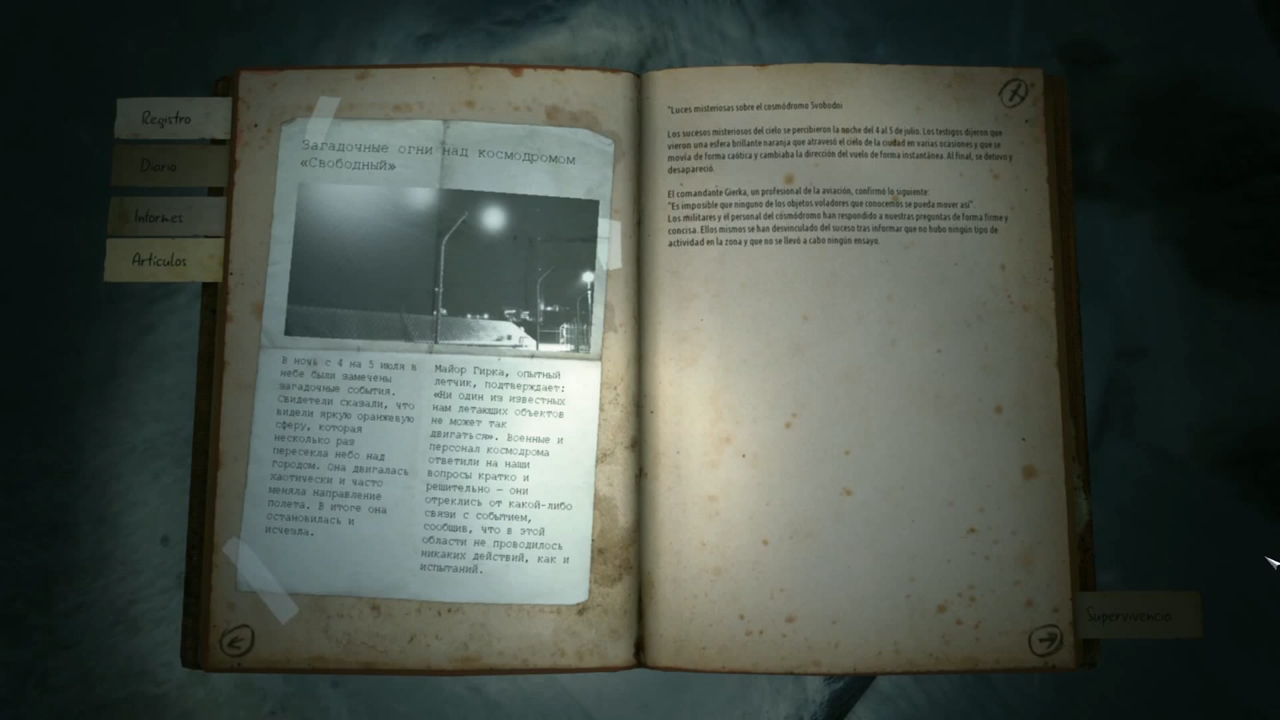 Registro
Diario
Informes
Artículos
Загадочные огни над космодромом
«Свободный»
В ночь с 4 на 5 июля в
небе были замечены
загадочные события.
Свидетели сказали, что
видели яркую оранжевую
сферу, которая
несколько раз
пересекла небо над
городом. Она двигалась
хаотически и часто
меняла направление
полета. В итоге она
остановилась и
исчезла.
Майор Гирка, опытный
летчик, подтверждает:
«Ни один из известных
нам летающих объектов
не может так
двигаться». Военные и
персонал космодрома
ответили на наши
вопросы кратко и
решительно – они
отреклись от какой-либо
связи с событием,
сообщив, что в этой
области не проводилось
никаких действий, как и
испытаний.
"Luces misteriosas sobre el cosmódromo Svobodni
Los sucesos misteriosos del cielo se percibieron la noche del 4 al 5 de julio. Los testigos dijeron que
vieron una esfera brillante naranja que atravesó el cielo de la ciudad en varias ocasiones y que se
movía de forma caótica y cambiaba la dirección del vuelo de forma instantánea. Al final, se detuvo y
desapareció.
El comandante Gierka, un profesional de la aviación, confirmó lo siguiente:
"Es imposible que ninguno de los objetos voladores que conocemos se pueda mover así".
Los militares y el personal del cosmódromo han respondido a nuestras preguntas de forma firme y
concisa. Ellos mismos se han desvinculado del suceso tras informar que no hubo ningún tipo de
actividad en la zona y que no se llevó a cabo ningún ensayo.
Supervivencia